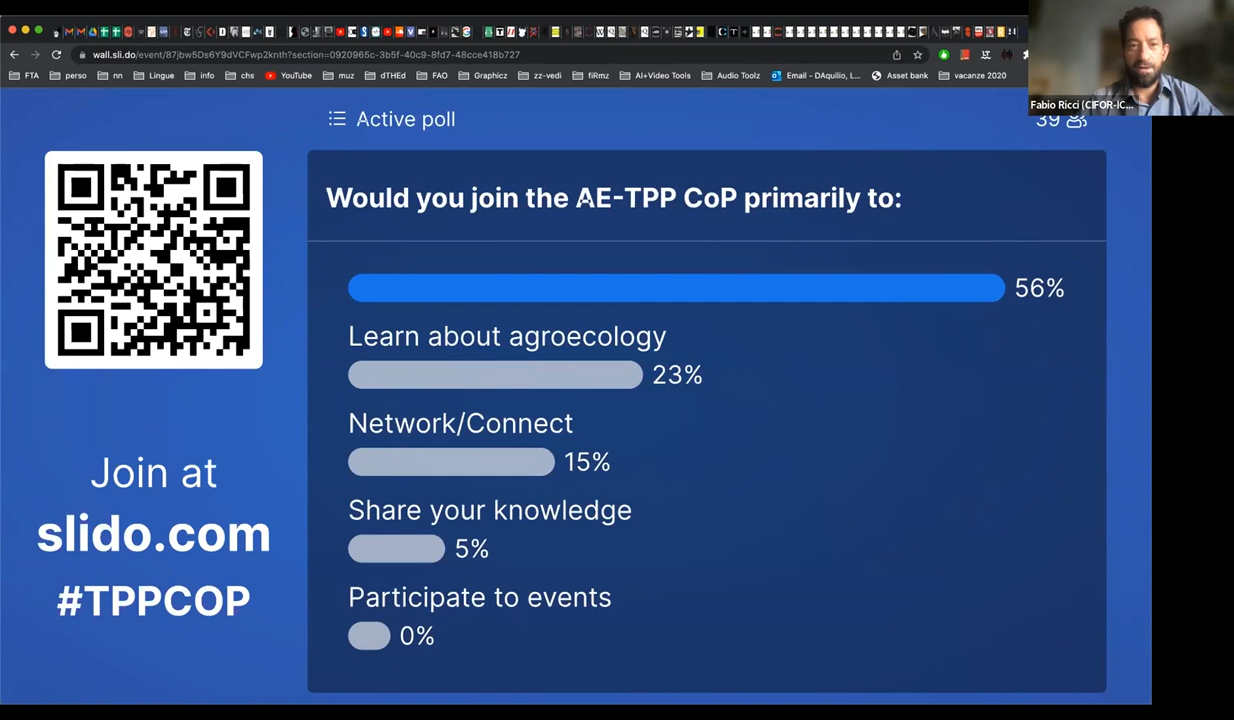 wall.sli.do/event/87jbw5Ds6Y9dVCFwp2knth?section=0920965c-3b5f-40c9-8fd7-48cce418b727
FTA perso nn Lingue info chs YouTube muz dTHEd FAO Graphicz zz-vedi fiRmz AI+Video Tools Audio Toolz Email - DAquilio, L... Asset bank vacanze 2020
Fabio Ricci (CIFOR-IC...
Active poll
39
Would you join the AE-TPP CoP primarily to:
56%
Learn about agroecology
23%
Network/Connect
15%
Share your knowledge
5%
Participate to events
0%
Join at
slido.com
#TPPCOP